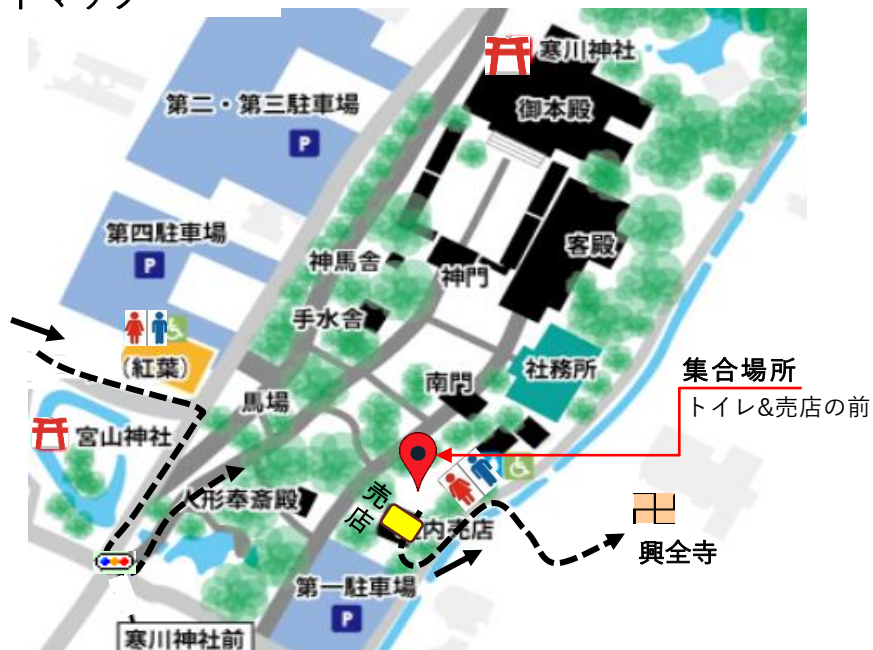 トマップ
寒川神社
御本殿
第二・第三駐車場
P
第四駐車場
P
客殿
神馬舎
神門
手水舎
(紅葉)
社務所
南門
集合場所
トイレ&売店の前
馬場
宮山神社
人形奉斎殿
売店
内売店
興全寺
第一駐車場
P
寒川神社前